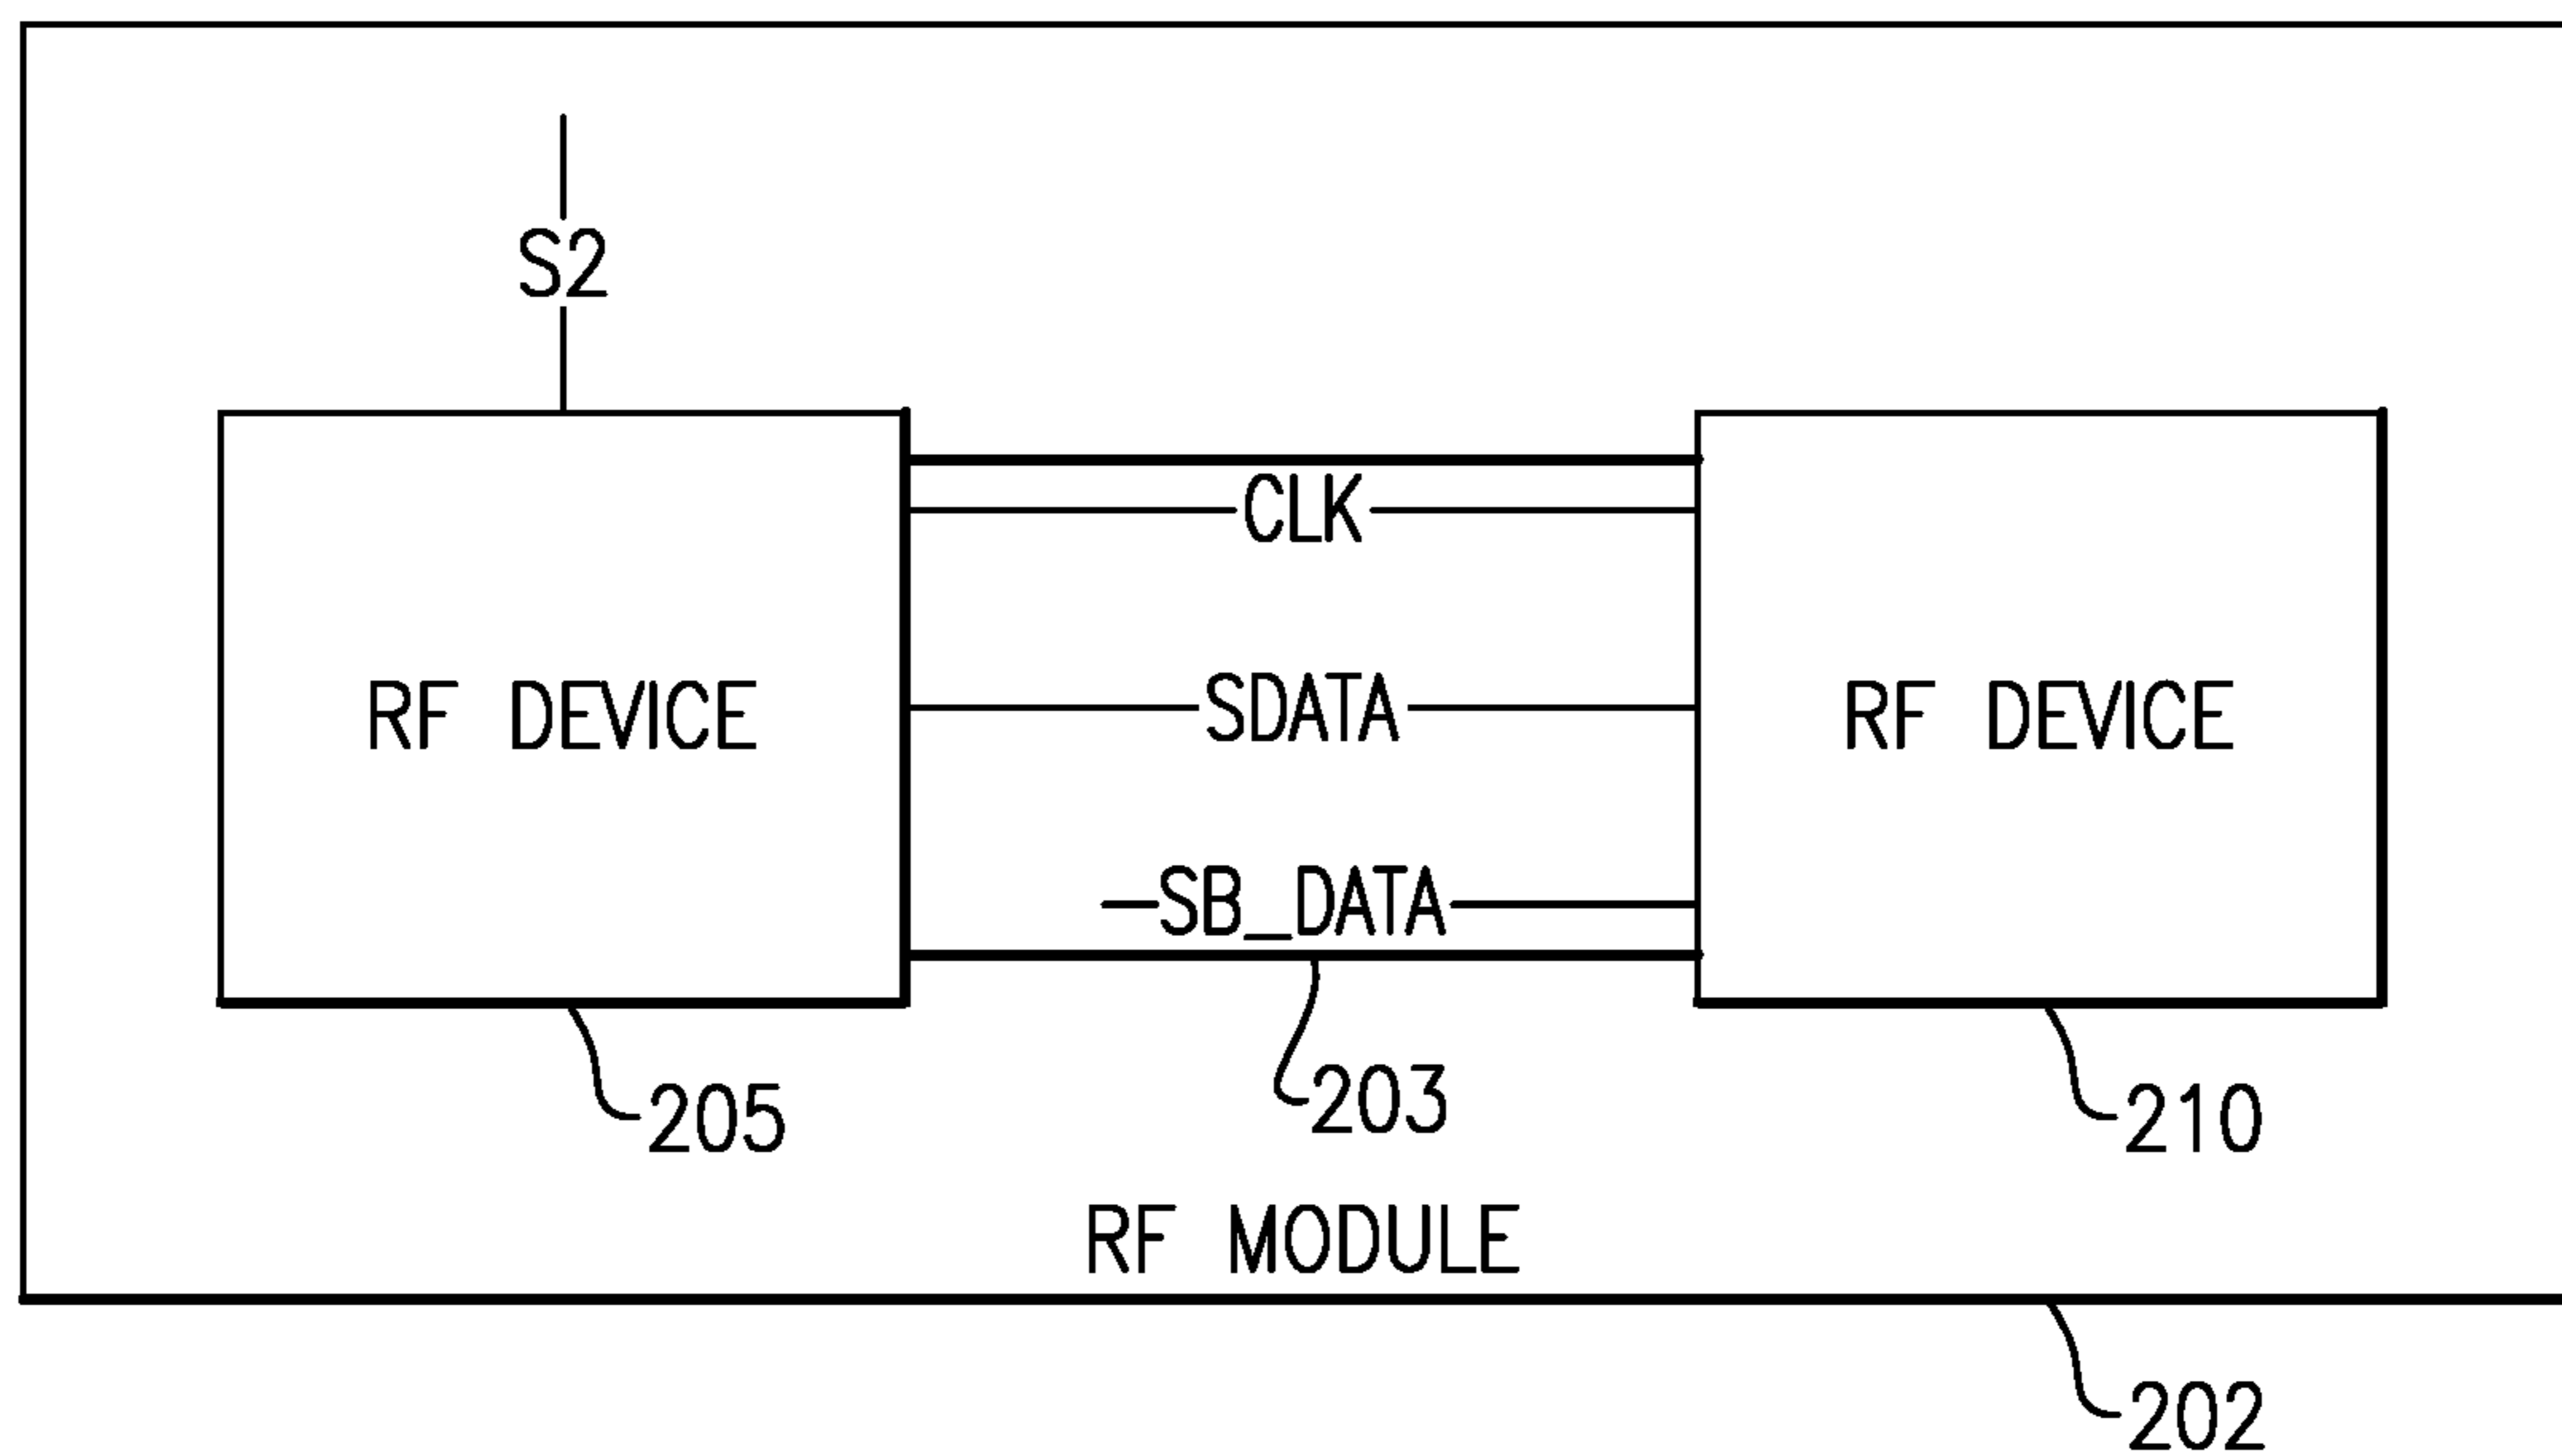 S2
CLK
RF DEVICE
SDATA
RF DEVICE
SB_DATA
205
203
210
RF MODULE
202